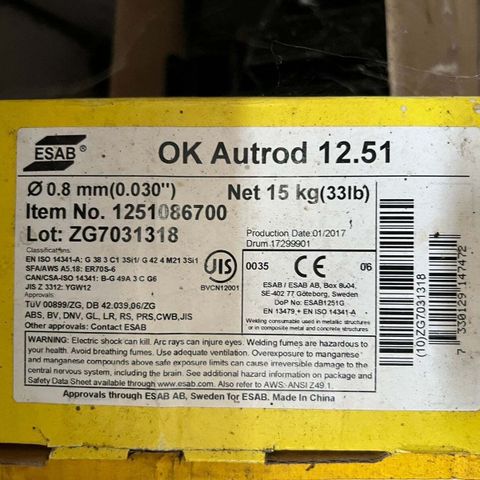 ESAB®
OK Autrod 12.51
Ø 0.8 mm(0.030")
Net 15 kg(33lb)
Item No. 1251086700
Lot: ZG7031318
Production Date:01/2017
Drum:17299901
Classifications:
EN ISO 14341-A: G 38 3 C1 3Si1/ G 42 4 M21 3Si1
SFA/AWS A5.18: ER70S-6
CAN/CSA-ISO 14341: B-G 49A 3 C G6
JIS Z 3312: YGW12
Approvals:
TüV 00899/ZG, DB 42.039.06/ZG
ABS, BV, DNV, GL, LR, RS, PRS,CWB,JIS
Other approvals: Contact ESAB
JIS
BVCN12001
0035 CE 06
ESAB / ESAB AB, Box 8004,
SE-402 77 Göteborg, Sweden
DoP No: ESAB1251G
EN 13479 + EN ISO 14341-A
Welding consumable used in metallic structures
or in composite metal and concrete structures
WARNING: Electric shock can kill. Arc rays can injure eyes. Welding fumes are hazardous to
your health. Avoid breathing fumes. Use adequate ventilation. Overexposure to manganese
and manganese compounds above safe exposure limits can cause irreversible damage to the
central nervous system, including the brain. See additional hazard information on package and
Safety Data Sheet available through www.esab.com. Also refer to AWS: ANSI Z49.1.
Approvals through ESAB AB, Sweden for ESAB. Made In China!
(10)ZG7031318
7 330129 147472